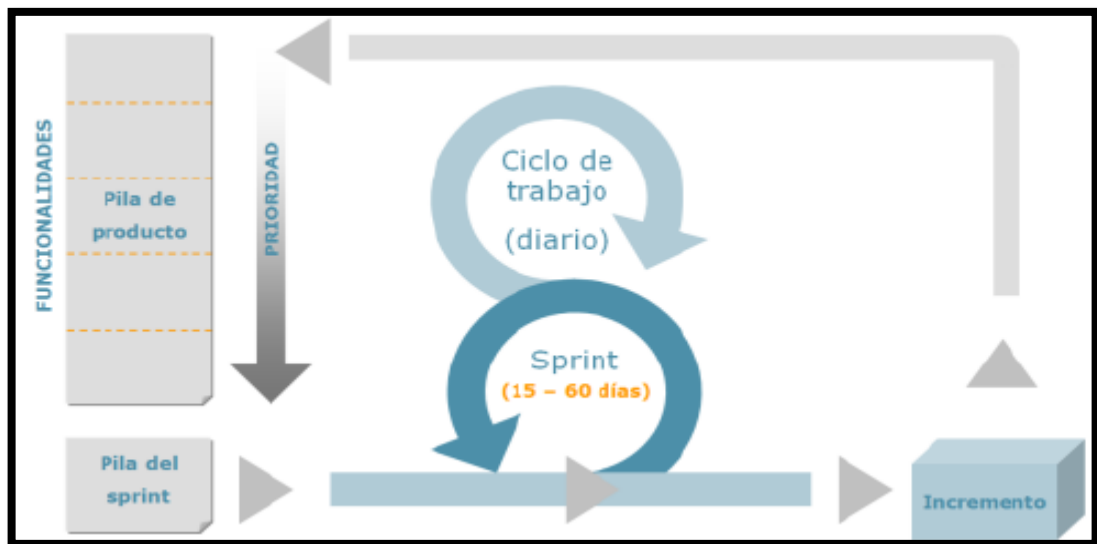 FUNCIONALIDADES
Pila de
producto
PRIORIDAD
Ciclo de
trabajo
(diario)
Sprint
(15 – 60 días)
Pila del
sprint
Incremento